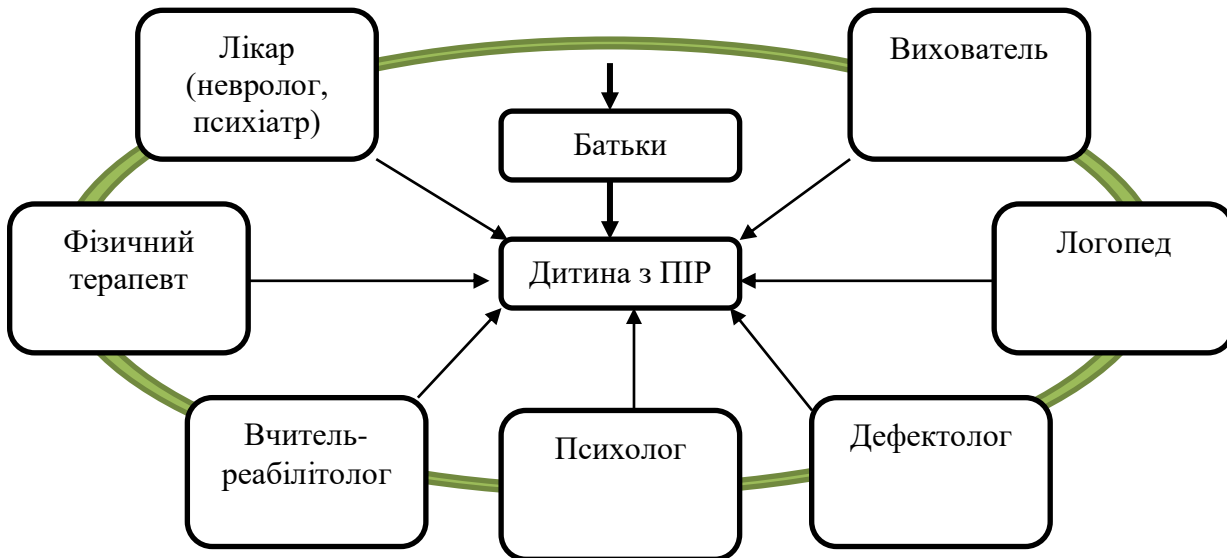 Лікар
(невролог,
психіатр)
Вихователь
Батьки
Фізичний
терапевт
Дитина з ПІР
Логопед
Вчитель-
реабілітолог
Психолог
Дефектолог